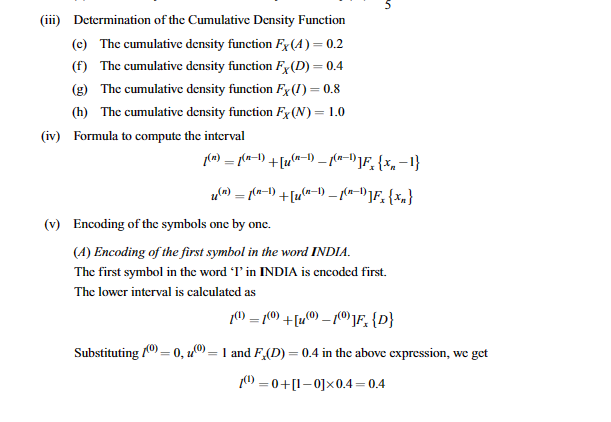 5
(iii) Determination of the Cumulative Density Function
(e) The cumulative density function F_X(A) = 0.2
(f) The cumulative density function F_X(D) = 0.4
(g) The cumulative density function F_X(I) = 0.8
(h) The cumulative density function F_X(N) = 1.0
(iv) Formula to compute the interval
l^(n) = l^(n−1) + [u^(n−1) − l^(n−1)]F_x{x_n − 1}
u^(n) = l^(n−1) + [u^(n−1) − l^(n−1)]F_x{x_n}
(v) Encoding of the symbols one by one.
(A) Encoding of the first symbol in the word INDIA.
The first symbol in the word ‘I’ in INDIA is encoded first.
The lower interval is calculated as
l^(1) = l^(0) + [u^(0) − l^(0)]F_x{D}
Substituting l^(0) = 0, u^(0) = 1 and F_x(D) = 0.4 in the above expression, we get
l^(1) = 0 + [1 − 0] × 0.4 = 0.4